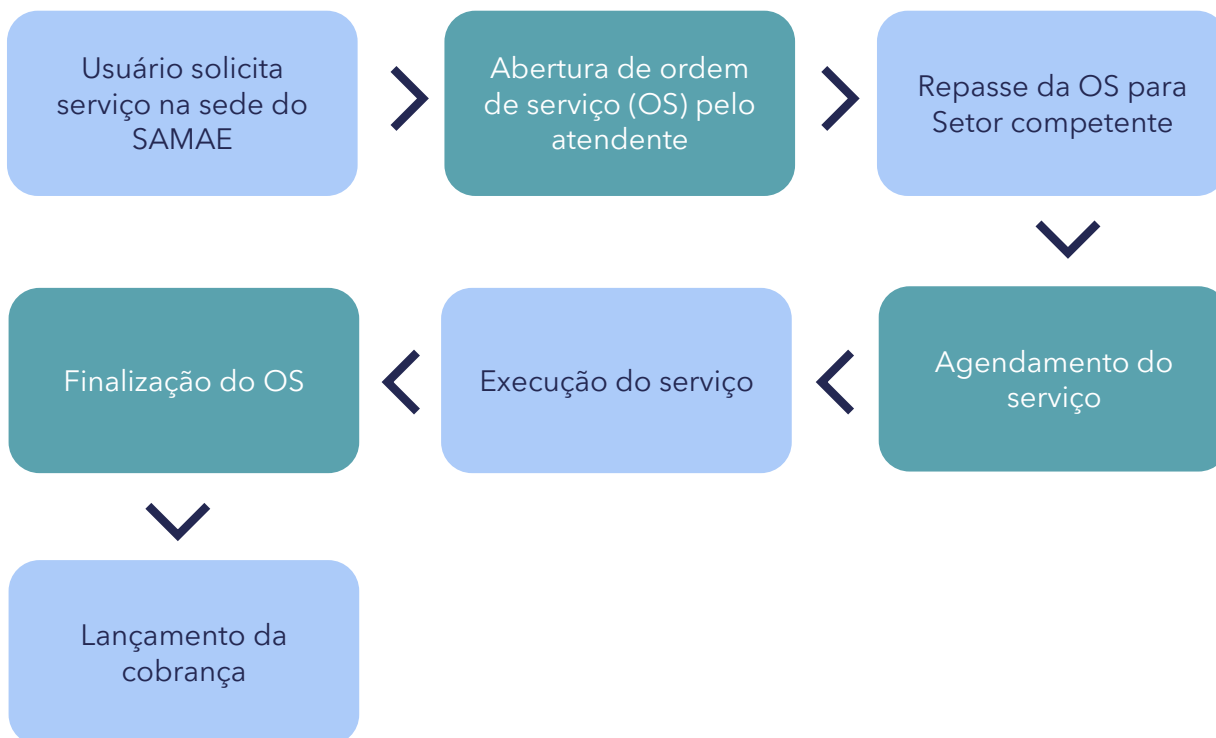 Usuário solicita
serviço na sede do
SAMAE
Abertura de ordem
de serviço (OS) pelo
atendente
Repasse da OS para
Setor competente
Agendamento do
serviço
Execução do serviço
Finalização do OS
Lançamento da
cobrança